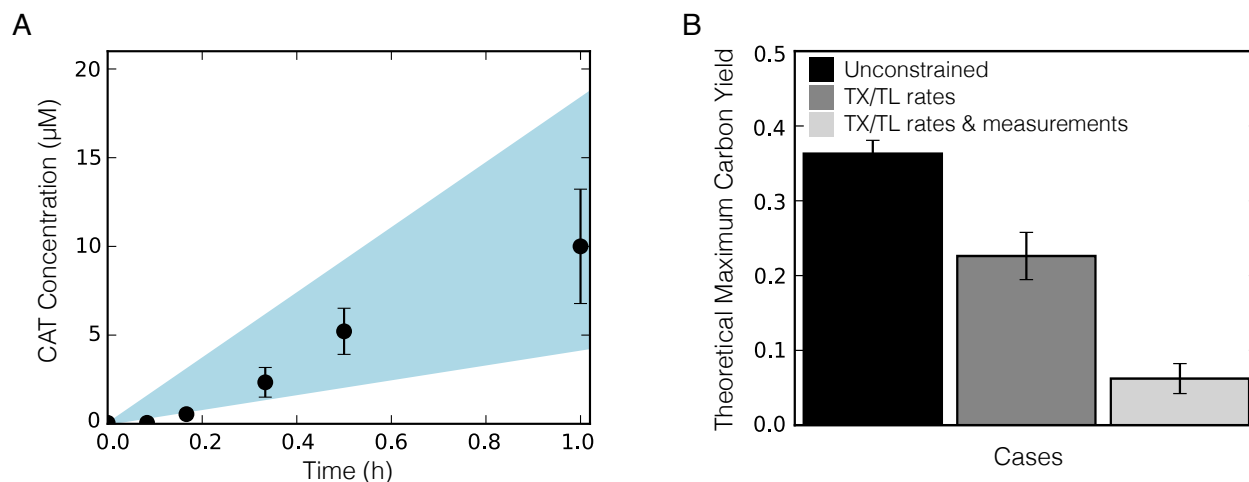 A
CAT Concentration (µM)
20
15
10
5
0
0.0 0.2 0.4 0.6 0.8 1.0
Time (h)
B
Theoretical Maximum Carbon Yield
0.5
0.4
0.3
0.2
0.1
0.0
Unconstrained
TX/TL rates
TX/TL rates & measurements
Cases